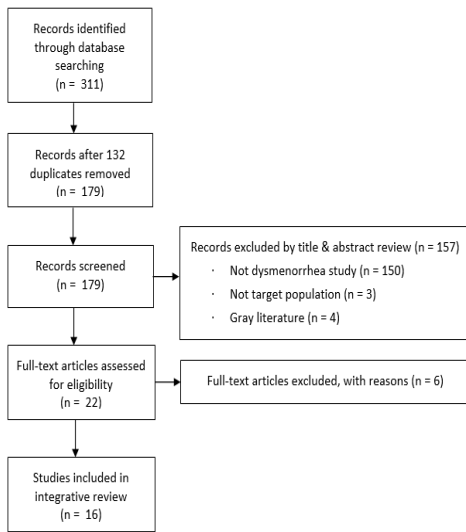 Records identified
through database
searching
(n = 311)
Records after 132
duplicates removed
(n = 179)
Records screened
(n = 179)
Records excluded by title & abstract review (n = 157)
· Not dysmenorrhea study (n = 150)
· Not target population (n = 3)
· Gray literature (n = 4)
Full-text articles assessed
for eligibility
(n = 22)
Full-text articles excluded, with reasons (n = 6)
Studies included in
integrative review
(n = 16)